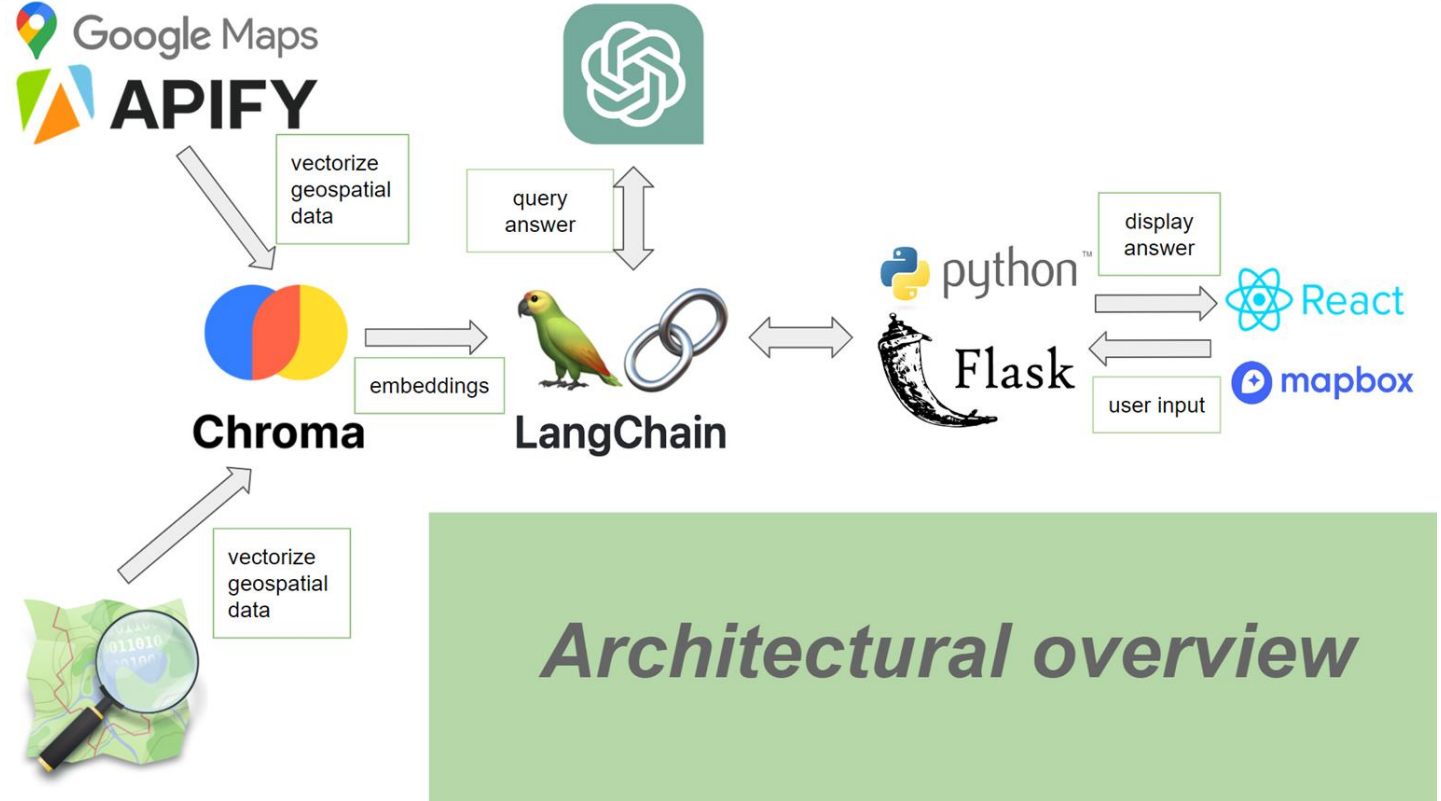 Google Maps
APIFY
vectorize
geospatial
data
query
answer
display
answer
python™
React
Flask
mapbox
embeddings
user input
Chroma
LangChain
vectorize
geospatial
data
011010
Architectural overview